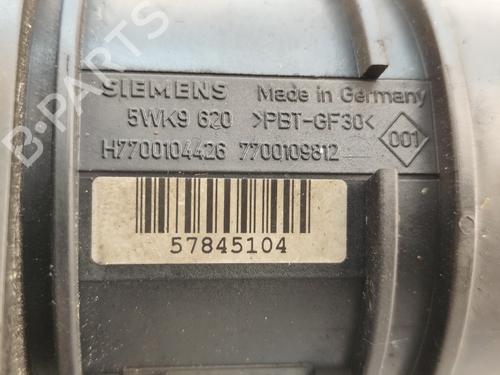 B-PARTS
SIEMENS Made in Germany
5WK9 620 >PBT-GF30< 001
H7700104426 7700109812
57845104